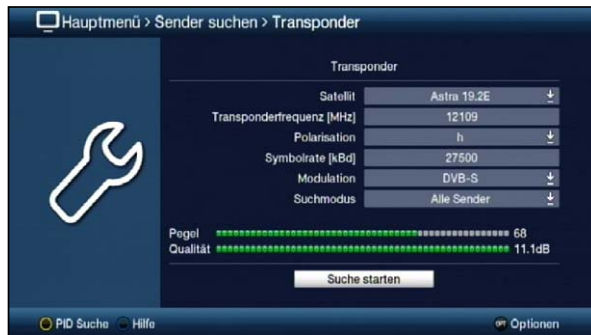 Hauptmenü > Sender suchen > Transponder
Transponder
Satellit Astra 19.2E
Transponderfrequenz [MHz] 12109
Polarisation h
Symbolrate [kBd] 27500
Modulation DVB-S
Suchmodus Alle Sender
Pegel 68
Qualität 11.1dB
Suche starten
PID Suche Hilfe OPT Optionen